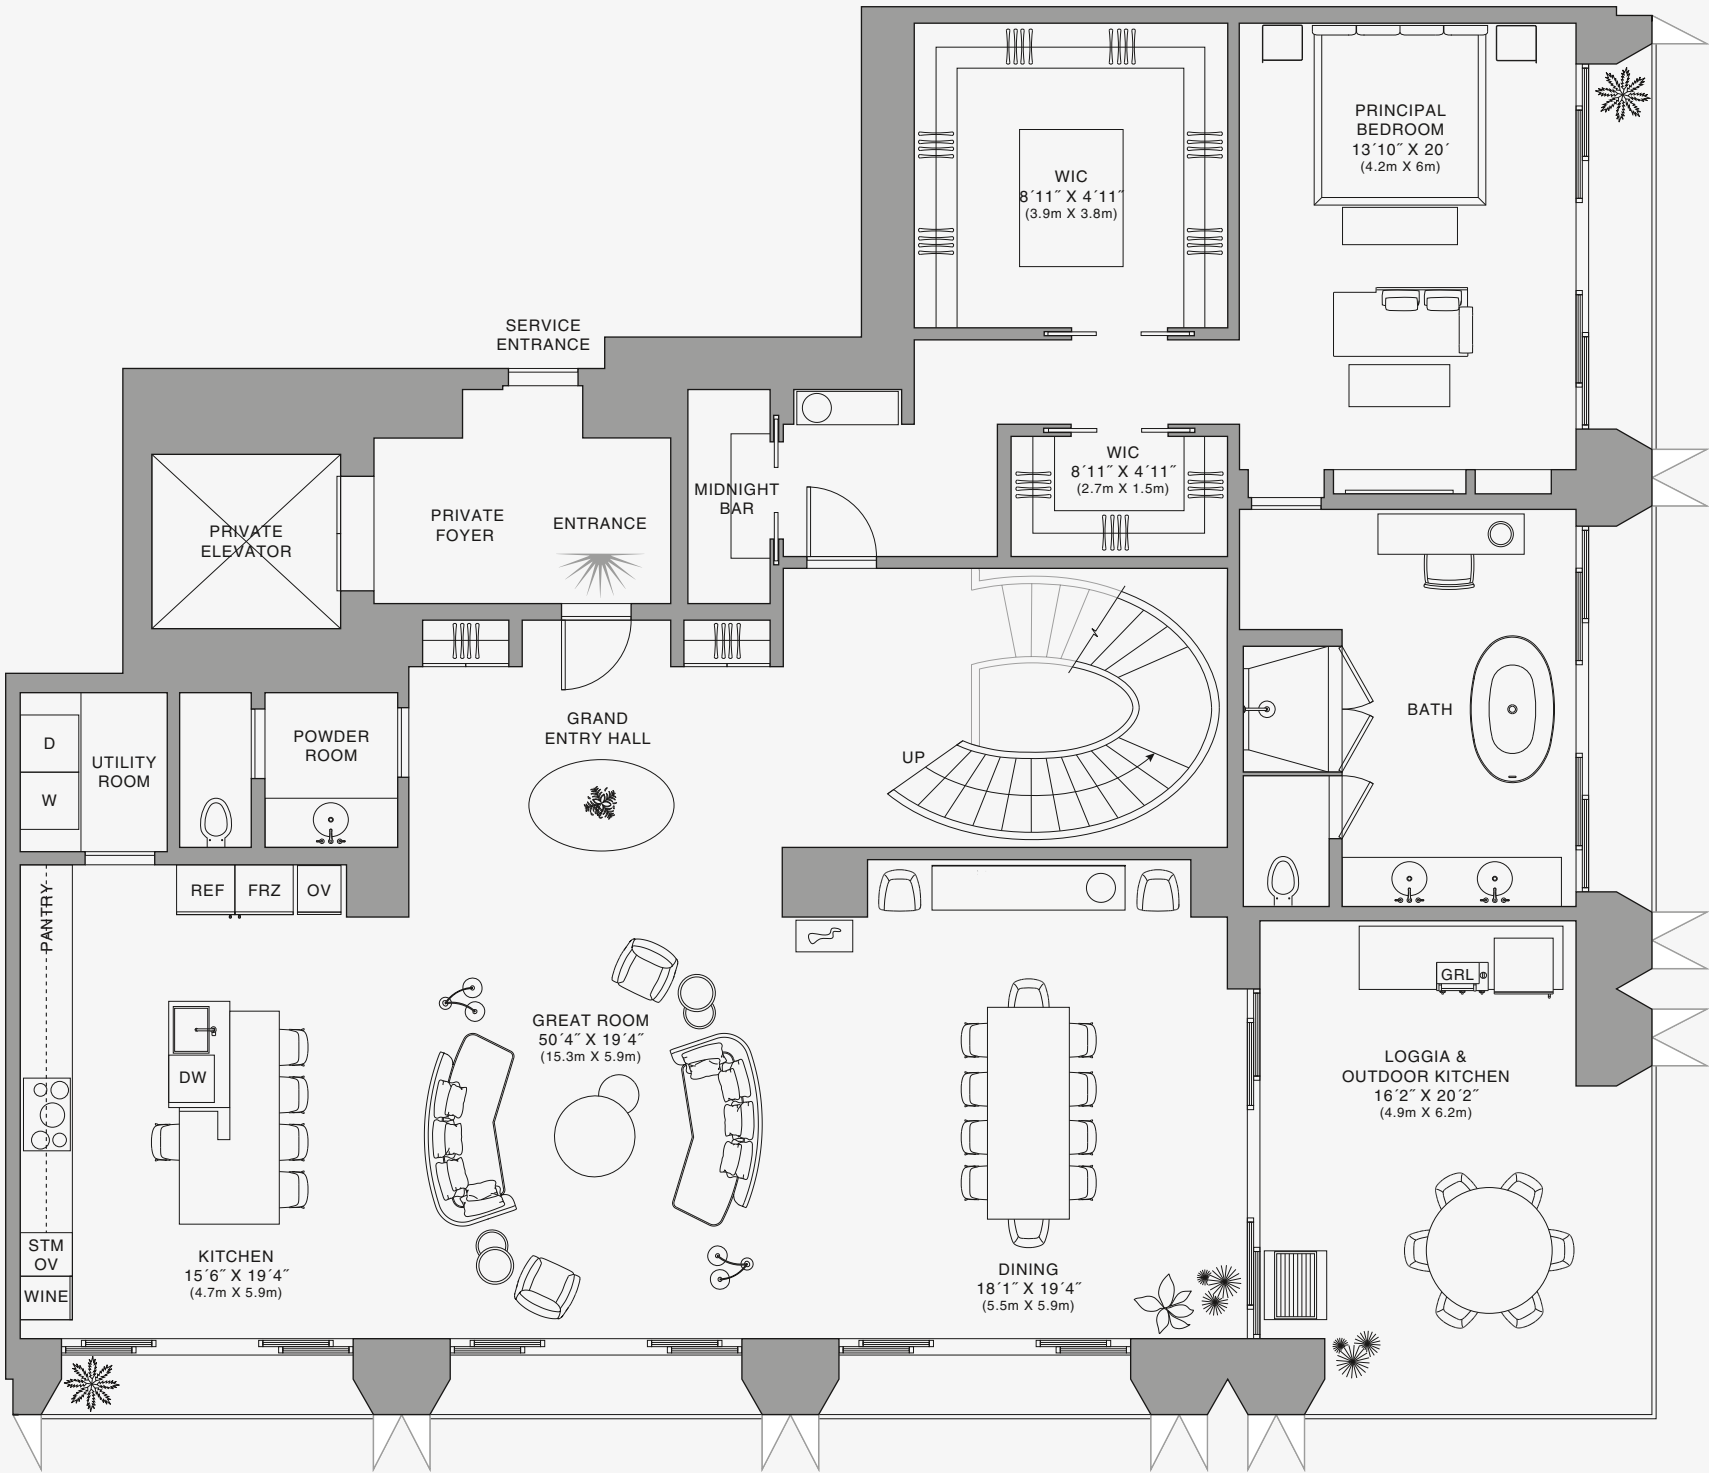 PRINCIPAL
BEDROOM
13´10˝ X 20´
(4.2m X 6m)
WIC
8´11˝ X 4´11˝
(3.9m X 3.8m)
SERVICE
ENTRANCE
WIC
8´11˝ X 4´11˝
(2.7m X 1.5m)
MIDNIGHT
BAR
PRIVATE
FOYER
ENTRANCE
PRIVATE
ELEVATOR
GRAND
ENTRY HALL
BATH
POWDER
ROOM
D
UTILITY
ROOM
W
UP
PANTRY
REF
FRZ
OV
GRL
GREAT ROOM
50´4˝ X 19´4˝
(15.3m X 5.9m)
DW
LOGGIA &
OUTDOOR KITCHEN
16´2˝ X 20´2˝
(4.9m X 6.2m)
STM
OV
WINE
KITCHEN
15´6˝ X 19´4˝
(4.7m X 5.9m)
DINING
18´1˝ X 19´4˝
(5.5m X 5.9m)